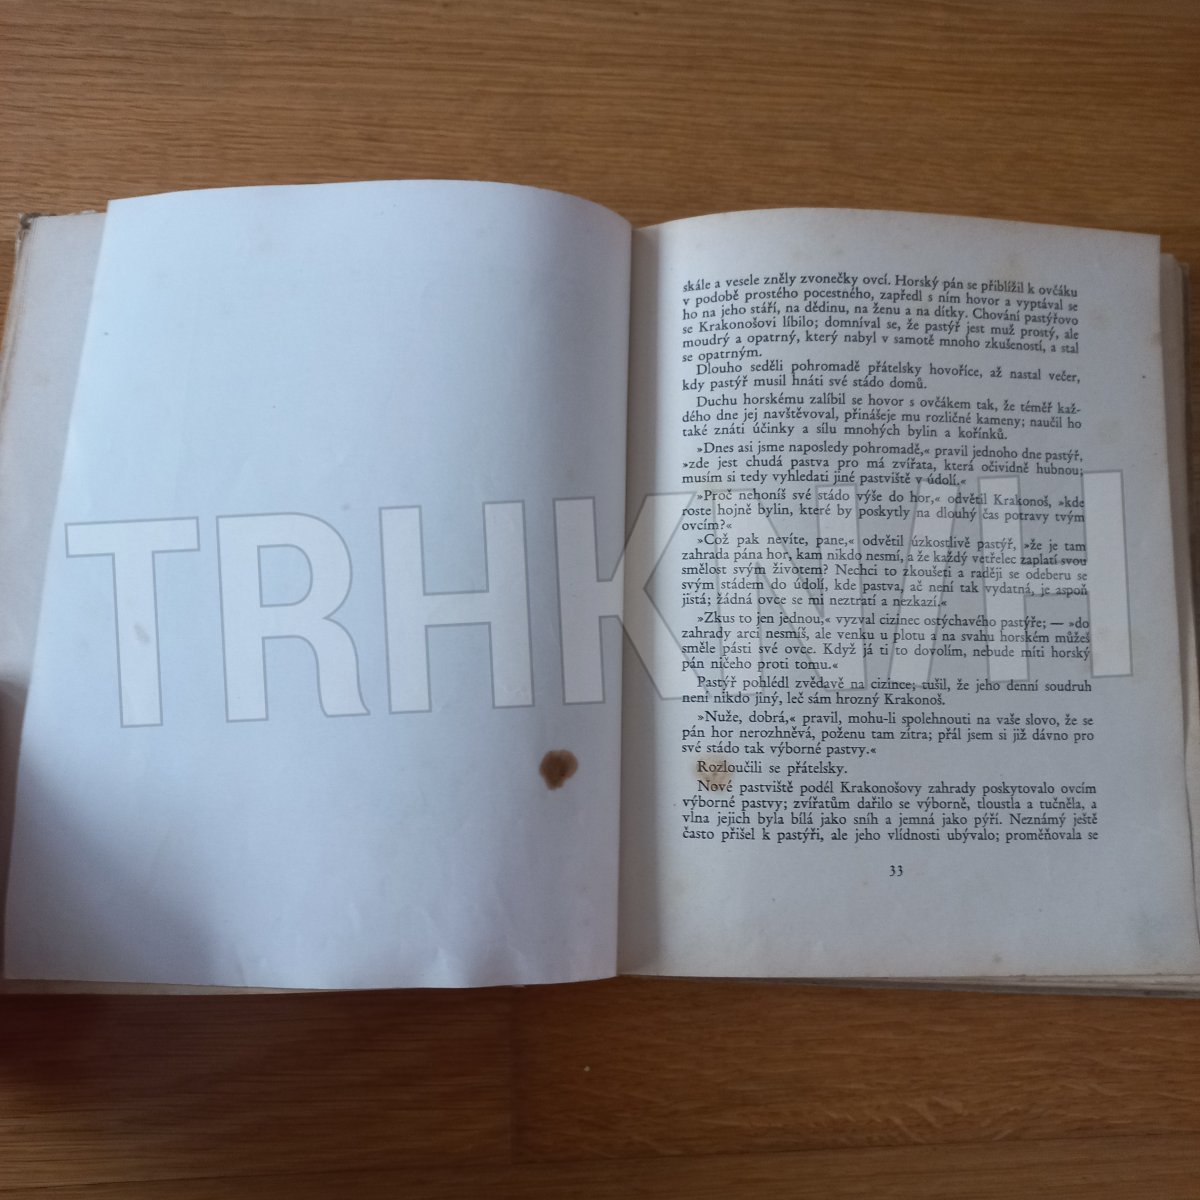 skále a vesele zněly zvonečky ovcí. Horský pán se přiblížil k ovčáku
v podobě prostého pocestného, zapředl s ním hovor a vyptával se
ho na jeho stáří, na dědinu, na ženu a na dítky. Chování pastýřovo
se Krakonošovi líbilo; domníval se, že pastýř jest muž prostý, ale
moudrý a opatrný, který nabyl v samotě mnoho zkušeností, a stal
se opatrným.
Dlouho seděli pohromadě přátelsky hovoříce, až nastal večer,
kdy pastýř musil hnáti své stádo domů.
Duchu horskému zalíbil se hovor s ovčákem tak, že téměř kaž-
dého dne jej navštěvoval, přinášeje mu rozličné kameny; naučil ho
také znáti účinky a sílu mnohých bylin a kořínků.
»Dnes asi jsme naposledy pohromadě,« pravil jednoho dne pastýř,
»zde jest chudá pastva pro má zvířata, která očividně hubnou;
musím si tedy vyhledati jiné pastviště v údolí.«
»Proč nehoníš své stádo výše do hor,« odvětil Krakonoš, »kde
roste hojně bylin, které by poskytly na dlouhý čas potravy tvým
ovcím?«
»Což pak nevíte, pane,« odvětil úzkostlivě pastýř, »že je tam
zahrada pána hor, kam nikdo nesmí, a že každý vetřelec zaplatí svou
smělost svým životem? Nechci to zkoušeti a raději se odeberu se
svým stádem do údolí, kde pastva, ač není tak vydatná, je aspoň
jistá; žádná ovce se mi neztratí a nezkazí.«
»Zkus to jen jednou,« vyzval cizinec ostýchavého pastýře; — »do
zahrady arci nesmíš, ale venku u plotu a na svahu horském můžeš
směle pásti své ovce. Když já ti to dovolím, nebude míti horský
pán ničeho proti tomu.«
Pastýř pohlédl zvědavě na cizince; tušil, že jeho denní soudruh
není nikdo jiný, leč sám hrozný Krakonoš.
»Nuže, dobrá,« pravil, mohu-li spolehnouti na vaše slovo, že se
pán hor nerozhněvá, poženu tam zítra; přál jsem si již dávno pro
své stádo tak výborné pastvy.«
Rozloučili se přátelsky.
Nové pastviště podél Krakonošovy zahrady poskytovalo ovcím
výborné pastvy; zvířatům dařilo se výborně, tloustla a tučněla, a
vlna jejich byla bílá jako sníh a jemná jako pýří. Neznámý ještě
často přišel k pastýři, ale jeho vlídnosti ubývalo; proměňovala se
33
TRHKNIH